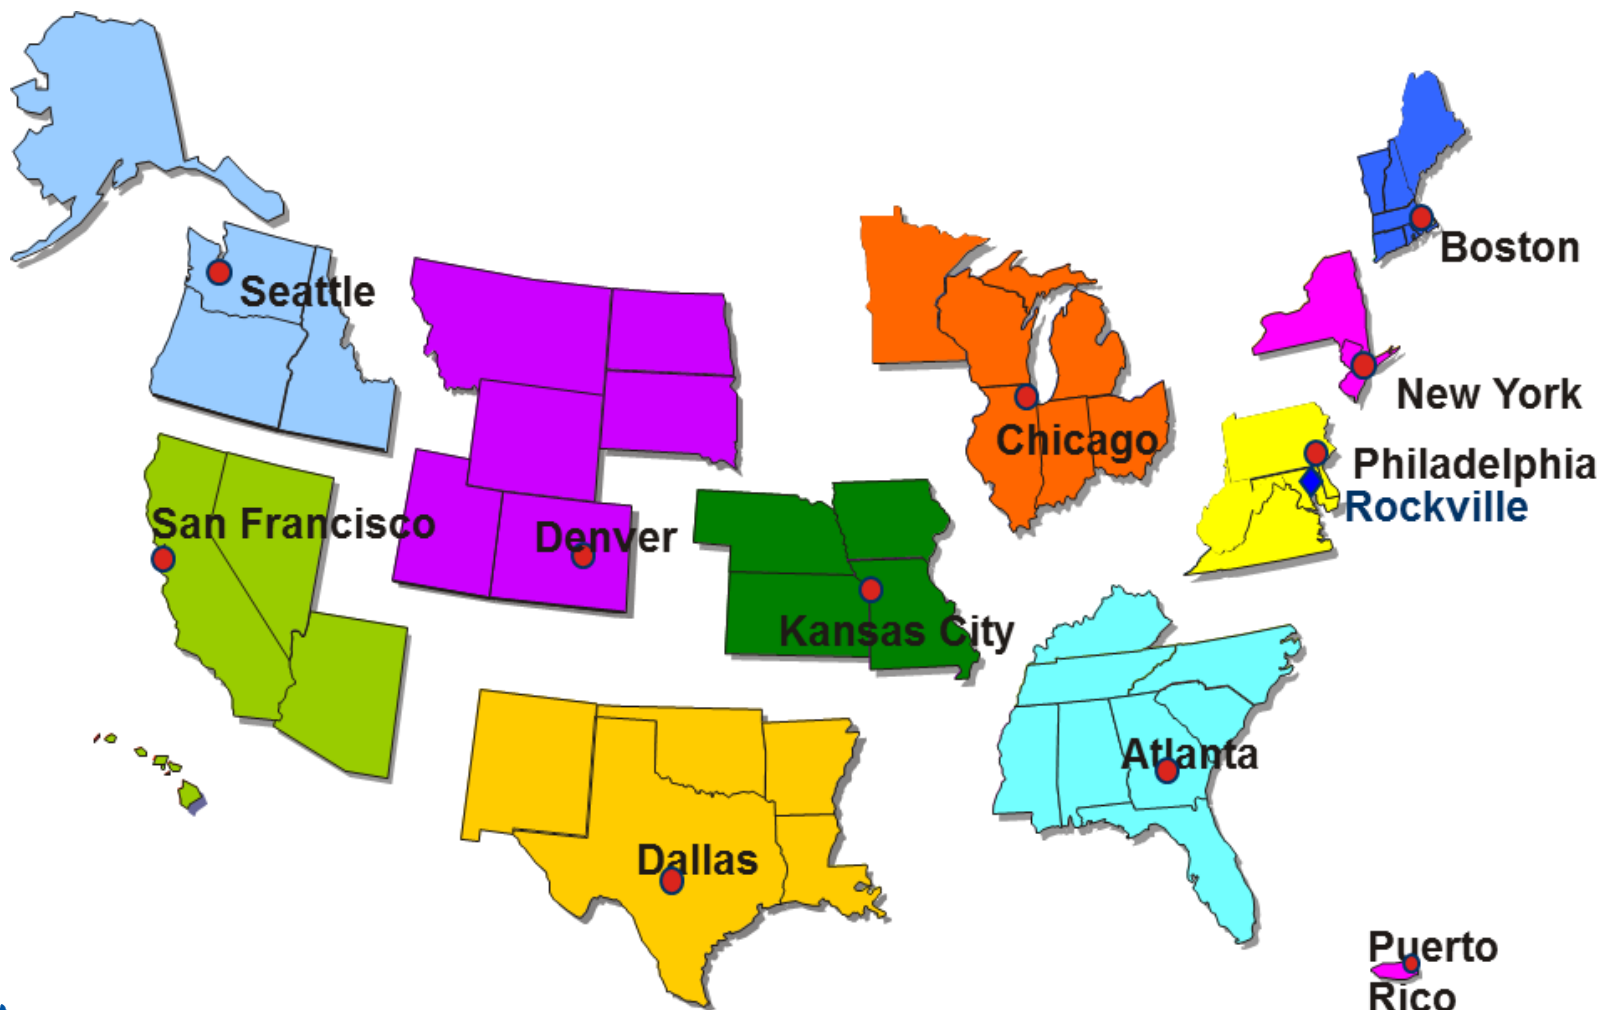 Boston
Seattle
New York
Chicago
Philadelphia
Rockville
San Francisco
Denver
Kansas City
Atlanta
Dallas
Puerto
Rico